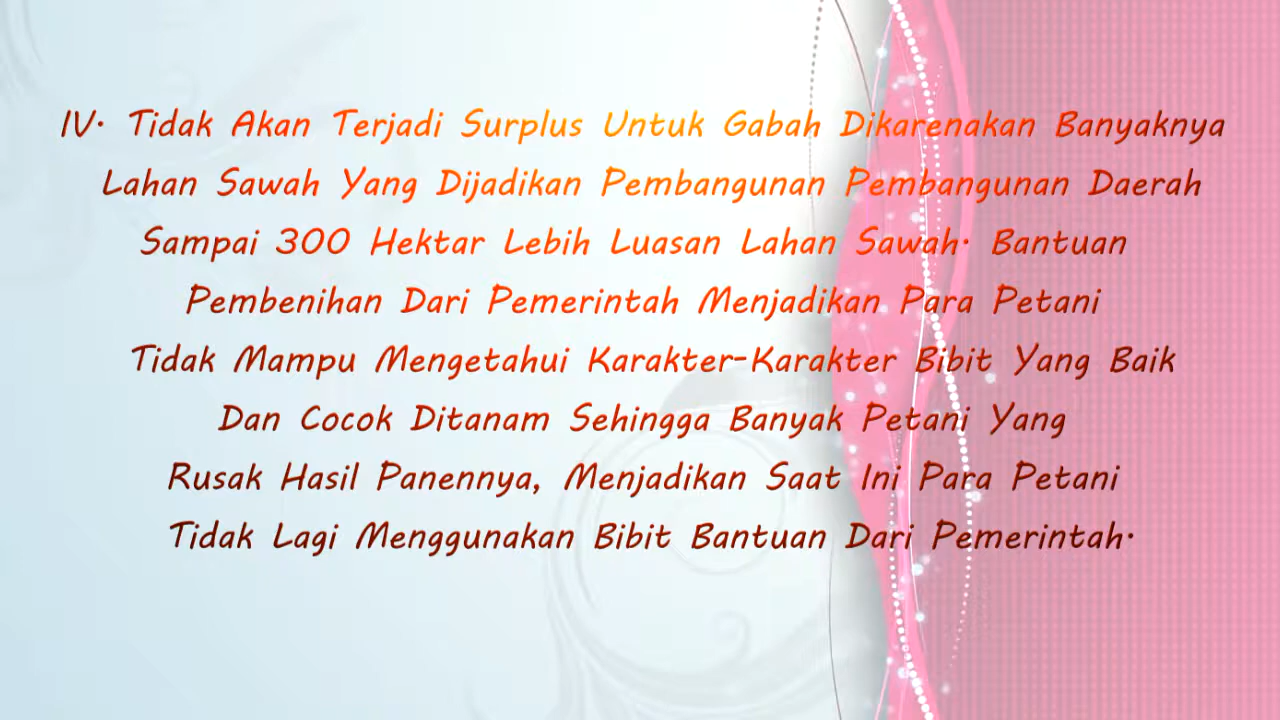 IV. Tidak Akan Terjadi Surplus Untuk Gabah Dikarenakan Banyaknya
Lahan Sawah Yang Dijadikan Pembangunan Pembangunan Daerah
Sampai 300 Hektar Lebih Luasan Lahan Sawah. Bantuan
Pembenihan Dari Pemerintah Menjadikan Para Petani
Tidak Mampu Mengetahui Karakter-Karakter Bibit Yang Baik
Dan Cocok Ditanam Sehingga Banyak Petani Yang
Rusak Hasil Panennya, Menjadikan Saat Ini Para Petani
Tidak Lagi Menggunakan Bibit Bantuan Dari Pemerintah.